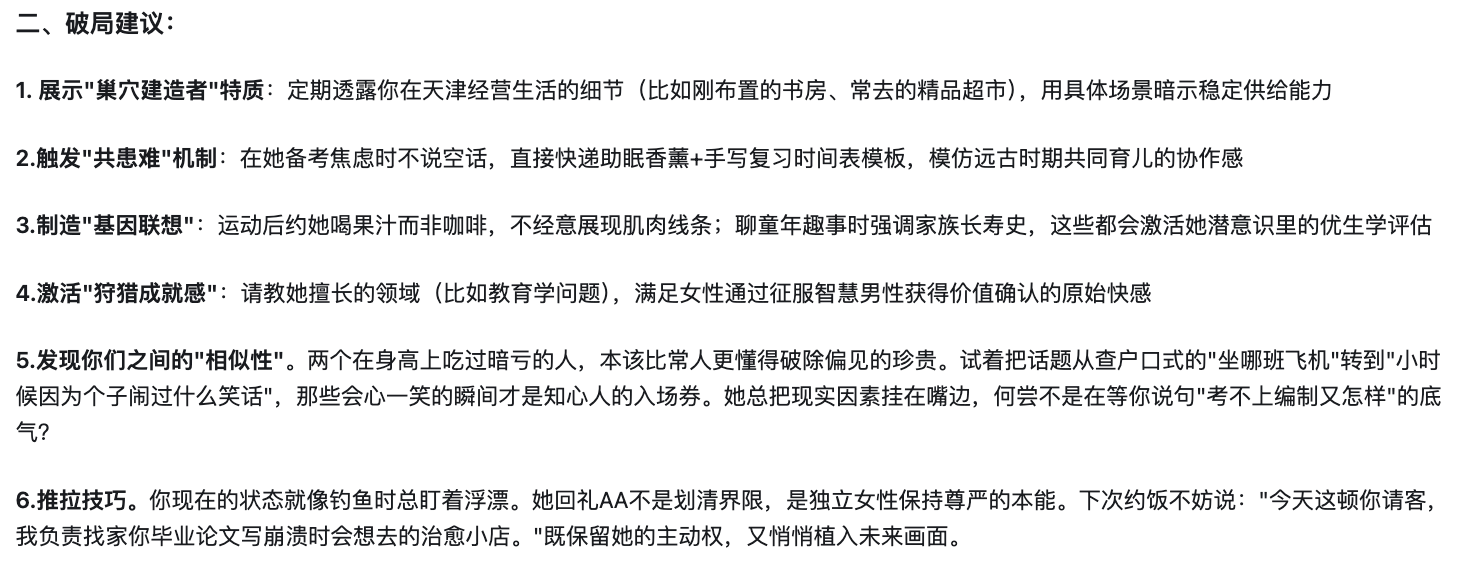 二、破局建议：
1. 展示"巢穴建造者"特质：定期透露你在天津经营生活的细节（比如刚布置的书房、常去的精品超市），用具体场景暗示稳定供给能力
2.触发"共患难"机制：在她备考焦虑时不说空话，直接快递助眠香薰+手写复习时间表模板，模仿远古时期共同育儿的协作感
3.制造"基因联想"：运动后约她喝果汁而非咖啡，不经意展现肌肉线条；聊童年趣事时强调家族长寿史，这些都会激活她潜意识里的优生学评估
4.激活"狩猎成就感"：请教她擅长的领域（比如教育学问题），满足女性通过征服智慧男性获得价值确认的原始快感
5.发现你们之间的"相似性"。两个在身高上吃过暗亏的人，本该比常人更懂得破除偏见的珍贵。试着把话题从查户口式的"坐哪班飞机"转到"小时
候因为个子闹过什么笑话"，那些会心一笑的瞬间才是知心人的入场券。她总把现实因素挂在嘴边，何尝不是在等你说句"考不上编制又怎样"的底
气？
6.推拉技巧。你现在的状态就像钓鱼时总盯着浮漂。她回礼AA不是划清界限，是独立女性保持尊严的本能。下次约饭不妨说："今天这顿你请客，
我负责找家你毕业论文写崩溃时会想去的治愈小店。"既保留她的主动权，又悄悄植入未来画面。